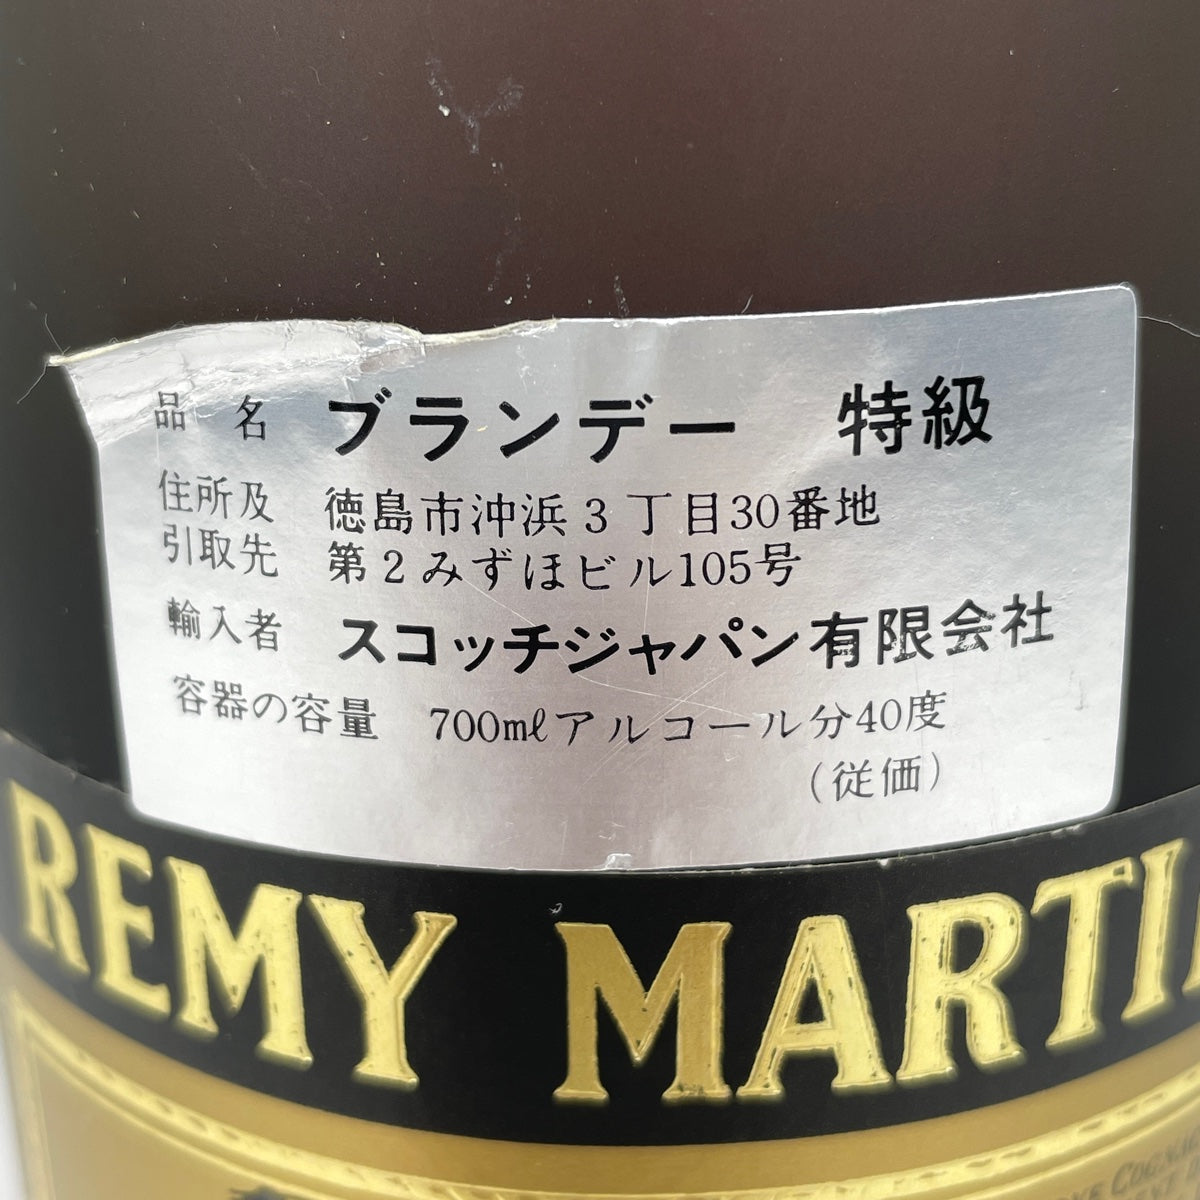 品名 ブランデー 特級
住所及 徳島市沖浜3丁目30番地
引取先 第2みずほビル105号
輸入者 スコッチジャパン有限会社
容器の容量 700mlアルコール分40度
(従価)
REMY MARTI
COGNAC